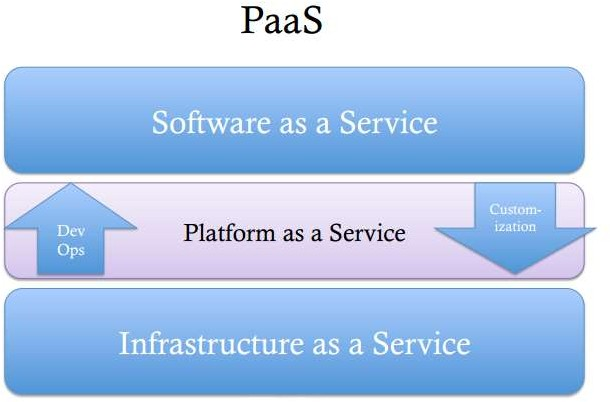 PaaS
Software as a Service
Dev
Ops
Platform as a Service
Custom-
ization
Infrastructure as a Service